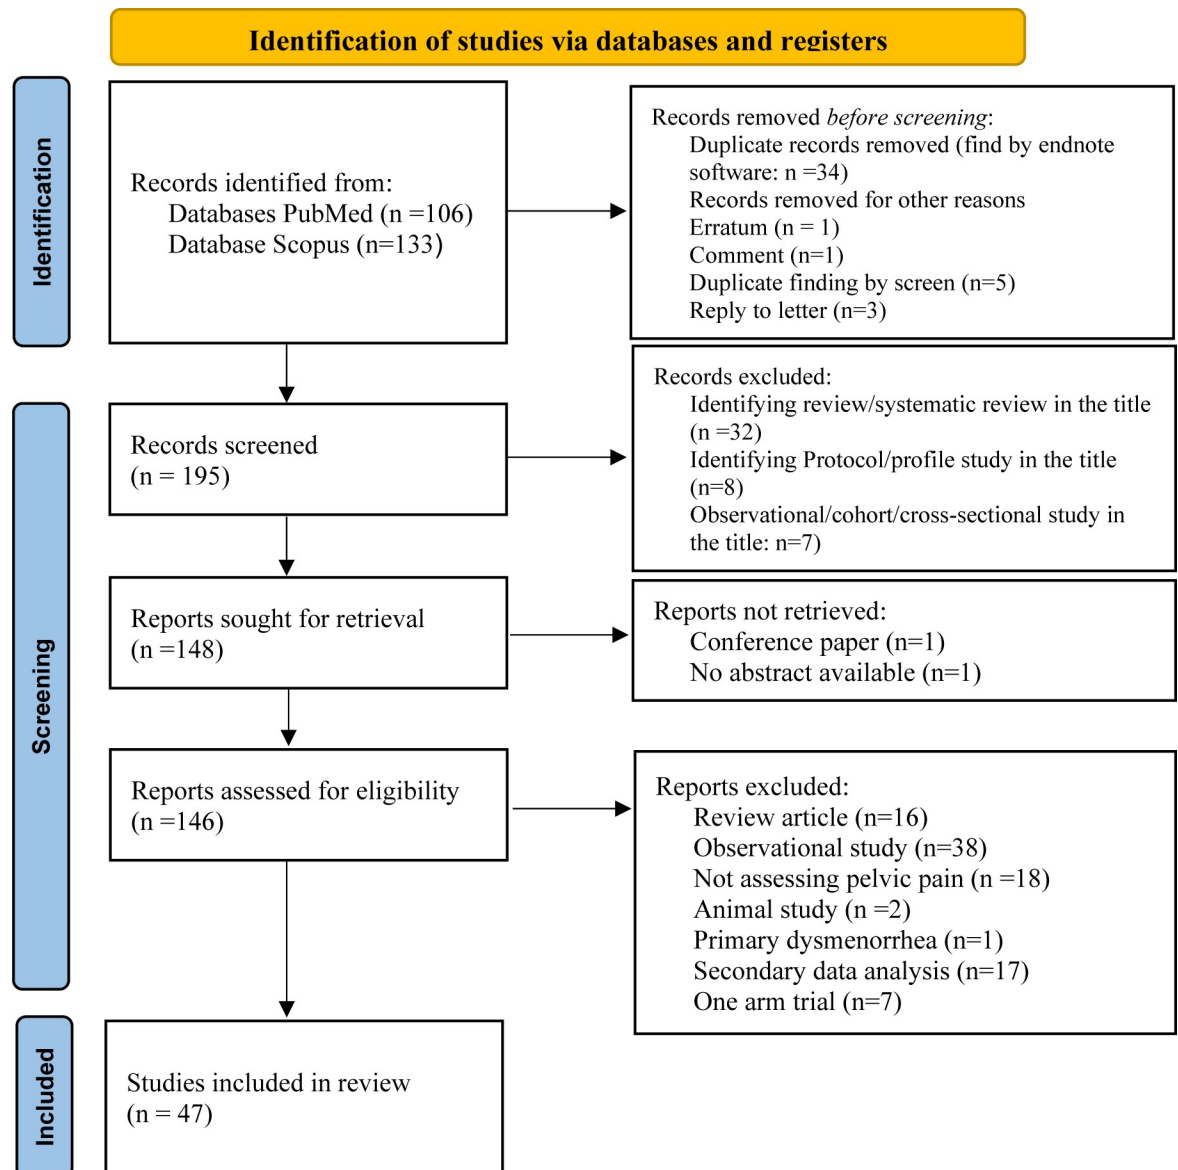 Identification of studies via databases and registers
Identification
Records identified from:
Databases PubMed (n =106)
Database Scopus (n=133)
Records removed before screening:
Duplicate records removed (find by endnote
software: n =34)
Records removed for other reasons
Erratum (n = 1)
Comment (n=1)
Duplicate finding by screen (n=5)
Reply to letter (n=3)
Screening
Records screened
(n = 195)
Records excluded:
Identifying review/systematic review in the title
(n =32)
Identifying Protocol/profile study in the title
(n=8)
Observational/cohort/cross-sectional study in
the title: n=7)
Reports sought for retrieval
(n =148)
Reports not retrieved:
Conference paper (n=1)
No abstract available (n=1)
Reports assessed for eligibility
(n =146)
Reports excluded:
Review article (n=16)
Observational study (n=38)
Not assessing pelvic pain (n =18)
Animal study (n =2)
Primary dysmenorrhea (n=1)
Secondary data analysis (n=17)
One arm trial (n=7)
Included
Studies included in review
(n = 47)